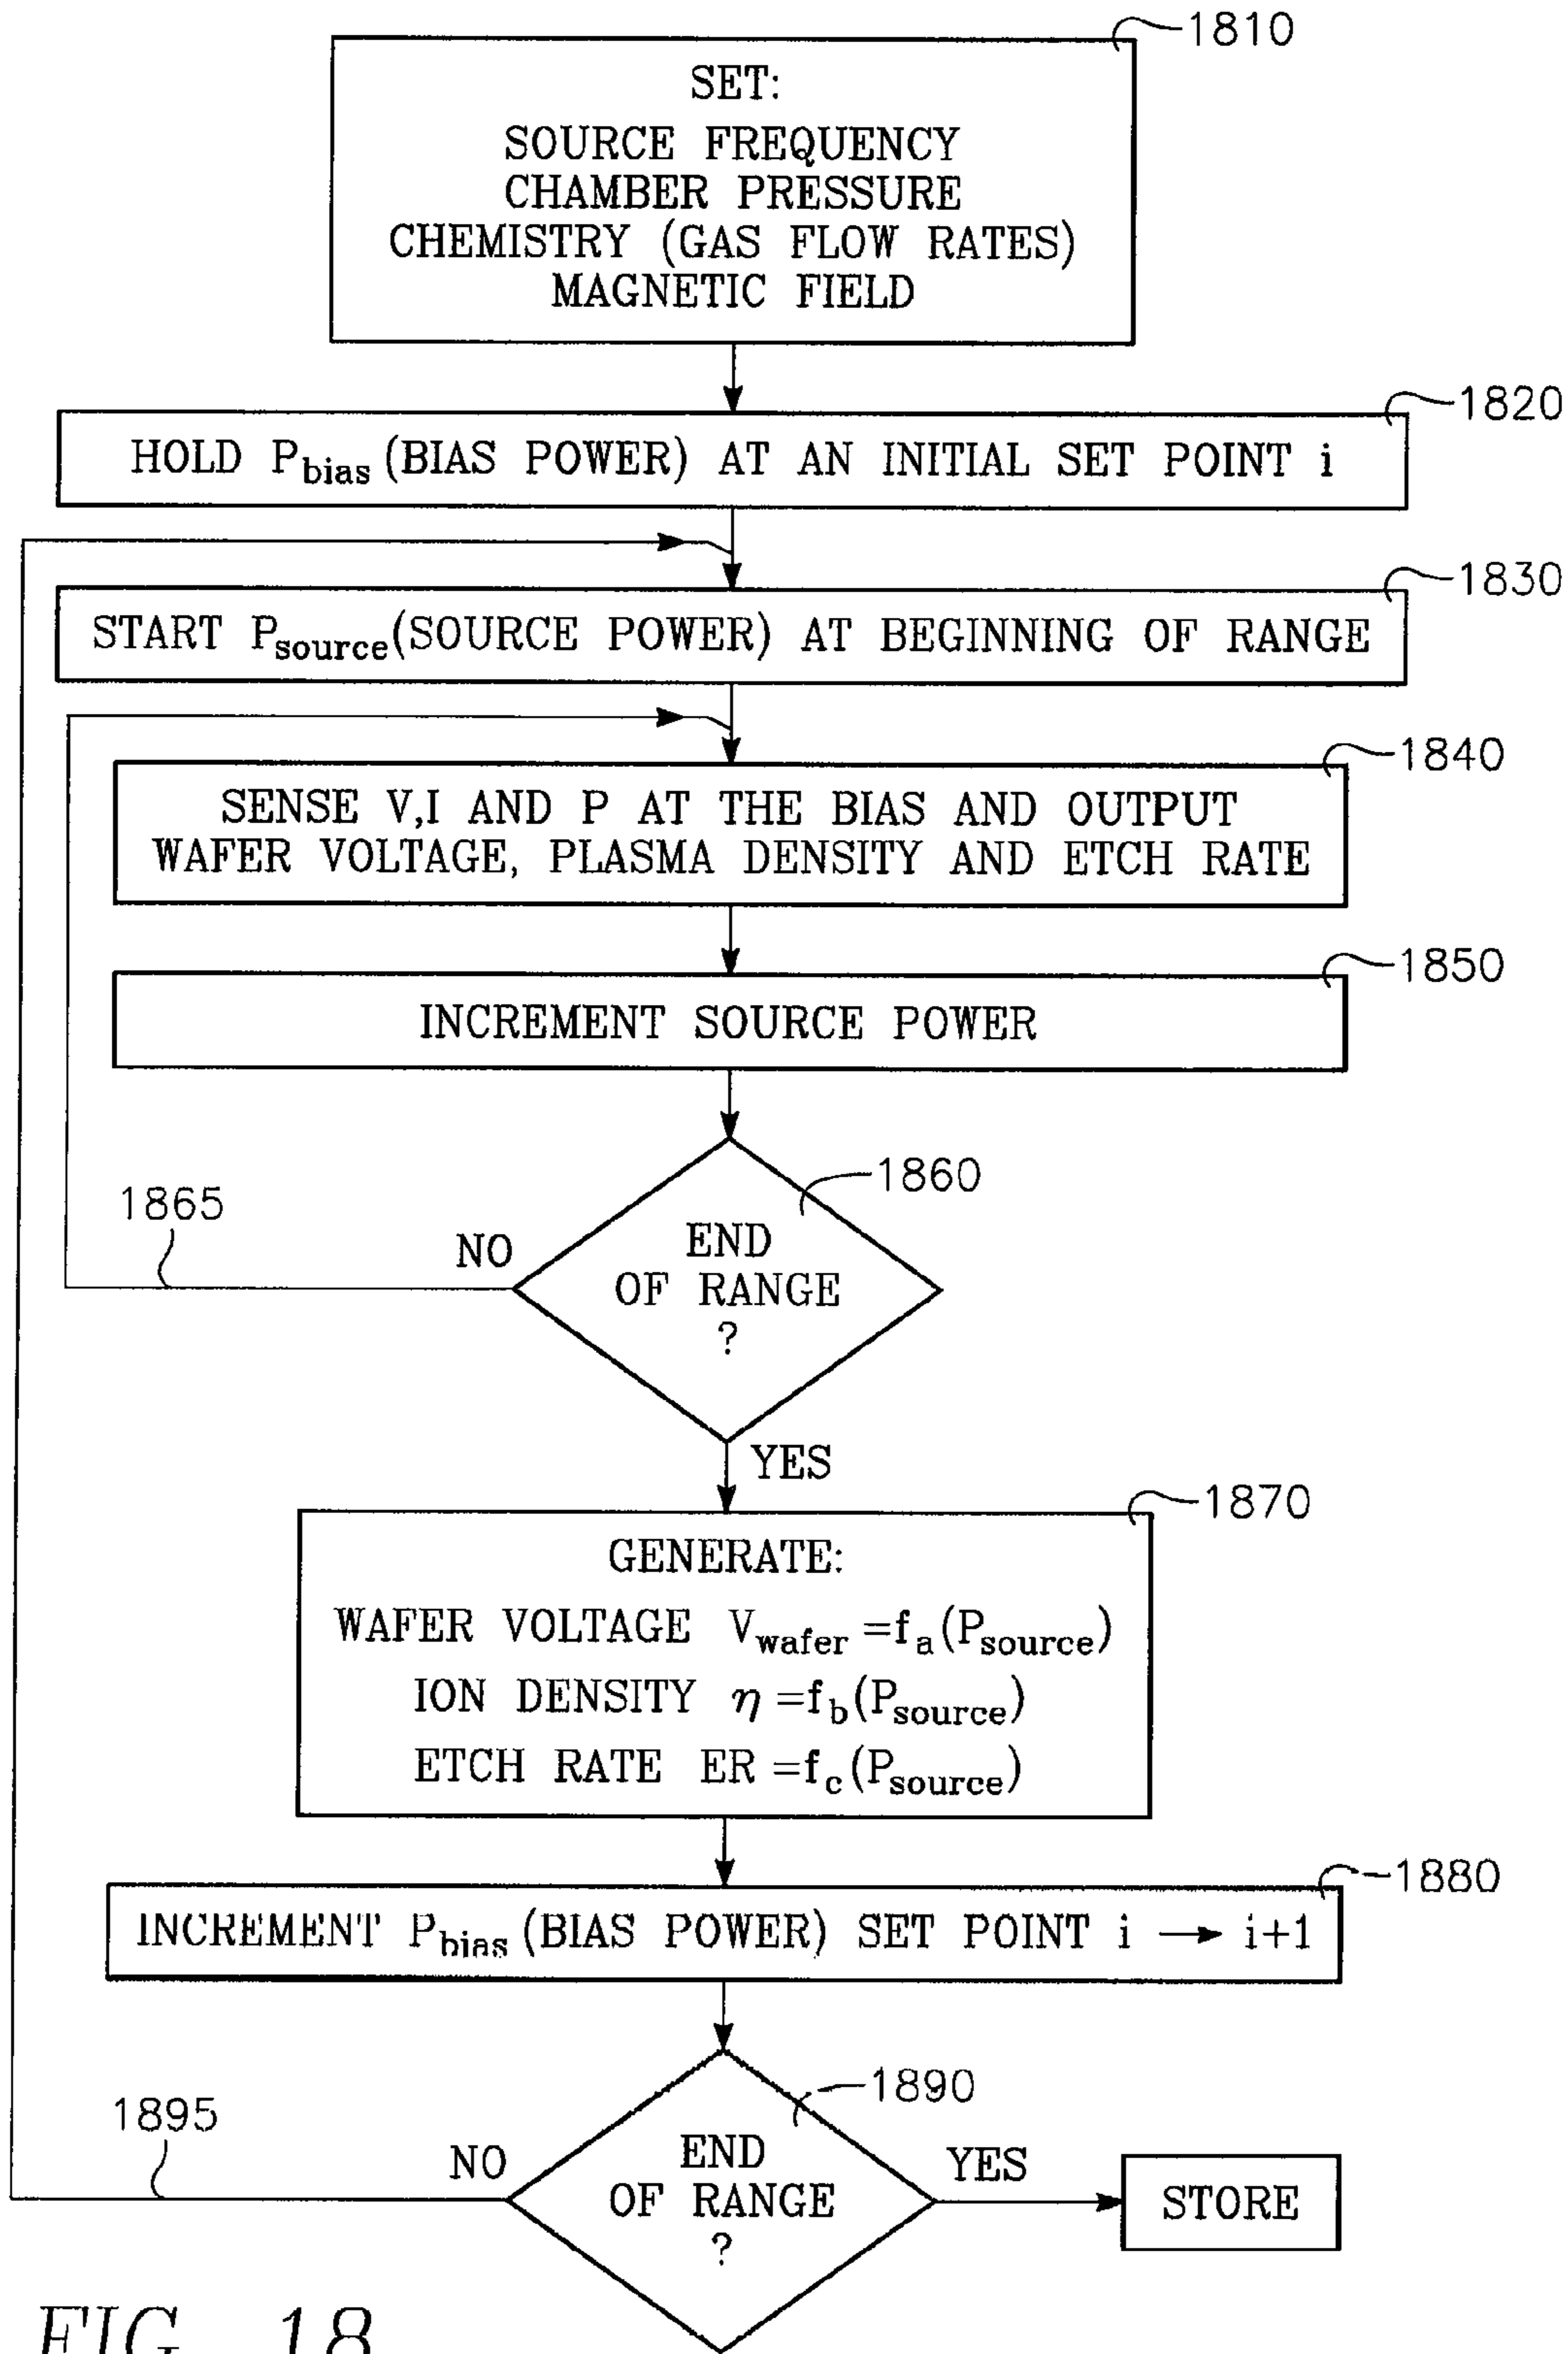 1810
SET:
SOURCE FREQUENCY
CHAMBER PRESSURE
CHEMISTRY (GAS FLOW RATES)
MAGNETIC FIELD
1820
HOLD Pbias (BIAS POWER) AT AN INITIAL SET POINT i
1830
START Psource(SOURCE POWER) AT BEGINNING OF RANGE
1840
SENSE V,I AND P AT THE BIAS AND OUTPUT
WAFER VOLTAGE, PLASMA DENSITY AND ETCH RATE
1850
INCREMENT SOURCE POWER
1860
1865
NO
END
OF RANGE
?
YES
1870
GENERATE:
WAFER VOLTAGE Vwafer =fa(Psource)
ION DENSITY η =fb(Psource)
ETCH RATE ER =fc(Psource)
1880
INCREMENT Pbias (BIAS POWER) SET POINT i → i+1
1890
1895
NO
END
OF RANGE
?
YES
STORE
FIG. 18